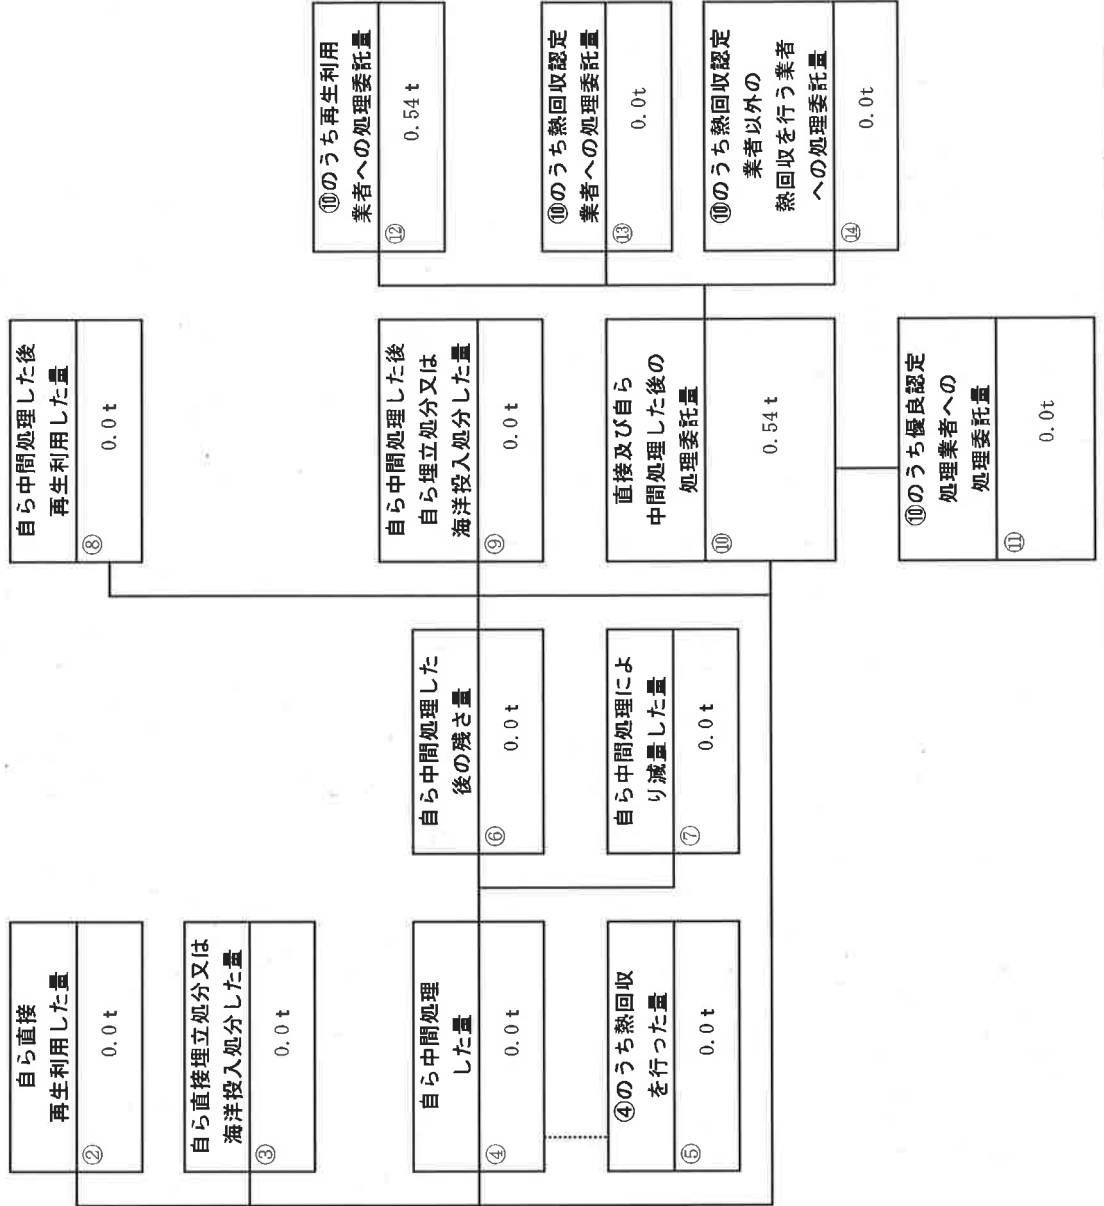 自ら直接
再生利用した量
② 0.0t
自ら直接埋立処分又は
海洋投入処分した量
③ 0.0t
自ら中間処理
した量
④ 0.0t
④のうち熱回収
を行った量
⑤ 0.0t
自ら中間処理した
後の残さ量
⑥ 0.0t
自ら中間処理によ
り減量した量
⑦ 0.0t
自ら中間処理した後
再生利用した量
⑧ 0.0t
自ら中間処理した後
自ら埋立処分又は
海洋投入処分した量
⑨ 0.0t
直接及び自ら
中間処理した後の
処理委託量
⑩ 0.54t
⑩のうち優良認定
処理業者への
処理委託量
⑪ 0.0t
⑩のうち再生利用
業者への処理委託量
⑫ 0.54t
⑩のうち熱回収認定
業者への処理委託量
⑬ 0.0t
⑩のうち熱回収認定
業者以外の
熱回収を行う業者
への処理委託量
⑭ 0.0t